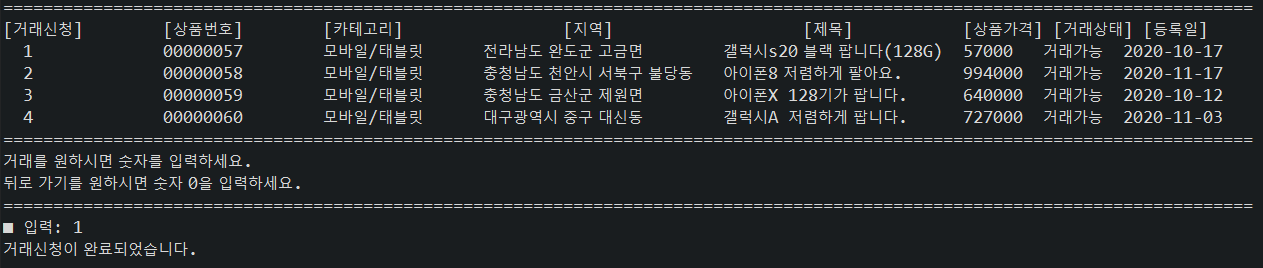 =============================================================================================================================
[거래신청] [상품번호] [카테고리] [지역] [제목] [상품가격] [거래상태] [등록일]
1 00000057 모바일/태블릿 전라남도 완도군 고금면 갤럭시s20 블랙 팝니다(128G) 57000 거래가능 2020-10-17
2 00000058 모바일/태블릿 충청남도 천안시 서북구 불당동 아이폰8 저렴하게 팔아요. 994000 거래가능 2020-11-17
3 00000059 모바일/태블릿 충청남도 금산군 제원면 아이폰X 128기가 팝니다. 640000 거래가능 2020-10-12
4 00000060 모바일/태블릿 대구광역시 중구 대신동 갤럭시A 저렴하게 팝니다. 727000 거래가능 2020-11-03
=============================================================================================================================
거래를 원하시면 숫자를 입력하세요.
뒤로 가기를 원하시면 숫자 0을 입력하세요.
=============================================================================================================================
■ 입력: 1
거래신청이 완료되었습니다.